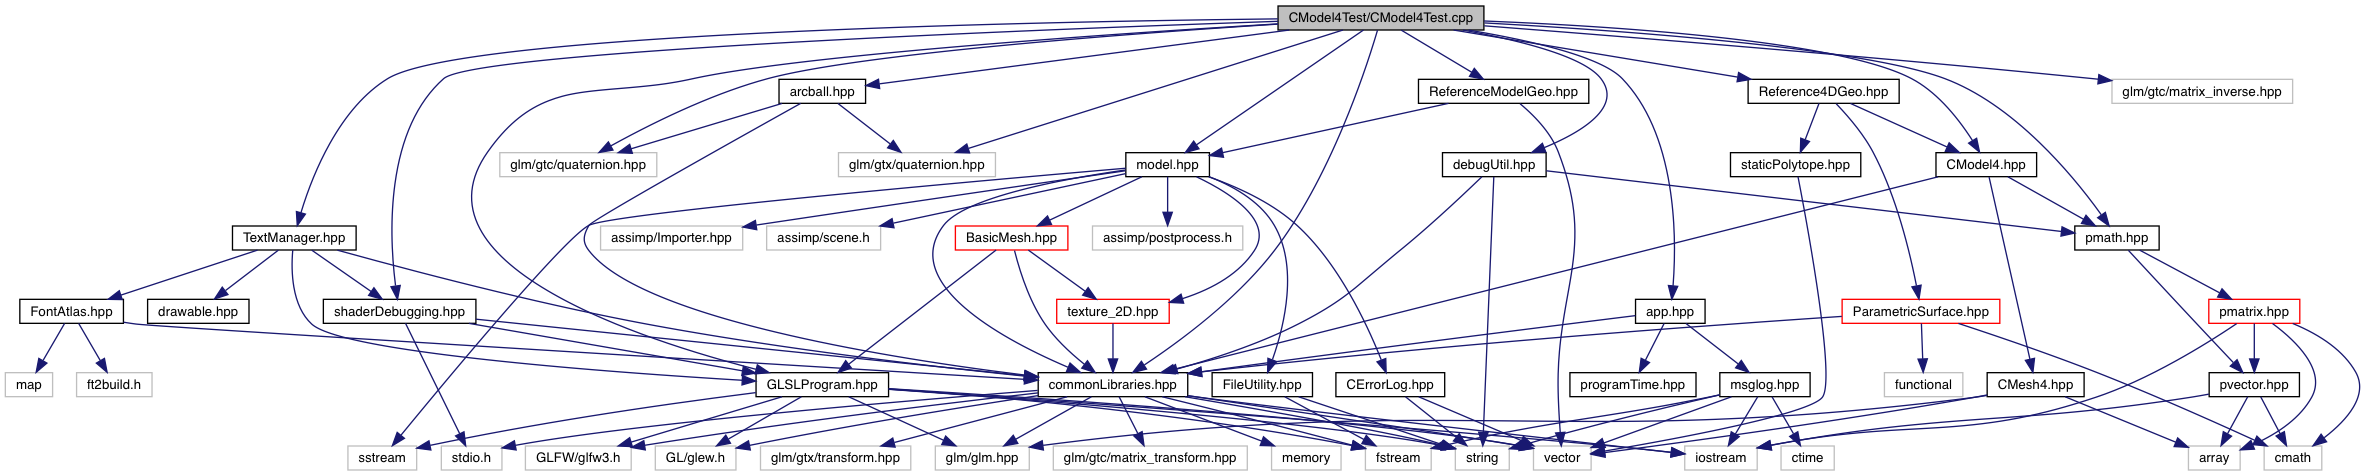 CModel4Test/CModel4Test.cpp
arcball.hpp
ReferenceModelGeo.hpp
Reference4DGeo.hpp
glm/gtc/matrix_inverse.hpp
glm/gtc/quaternion.hpp
glm/gtx/quaternion.hpp
model.hpp
debugUtil.hpp
staticPolytope.hpp
CModel4.hpp
TextManager.hpp
assimp/Importer.hpp
assimp/scene.h
BasicMesh.hpp
assimp/postprocess.h
pmath.hpp
FontAtlas.hpp
drawable.hpp
shaderDebugging.hpp
texture_2D.hpp
app.hpp
ParametricSurface.hpp
pmatrix.hpp
map
ft2build.h
GLSLProgram.hpp
commonLibraries.hpp
FileUtility.hpp
CErrorLog.hpp
programTime.hpp
msglog.hpp
functional
CMesh4.hpp
pvector.hpp
sstream
stdio.h
GLFW/glfw3.h
GL/glew.h
glm/gtx/transform.hpp
glm/glm.hpp
glm/gtc/matrix_transform.hpp
memory
fstream
string
vector
iostream
ctime
array
cmath